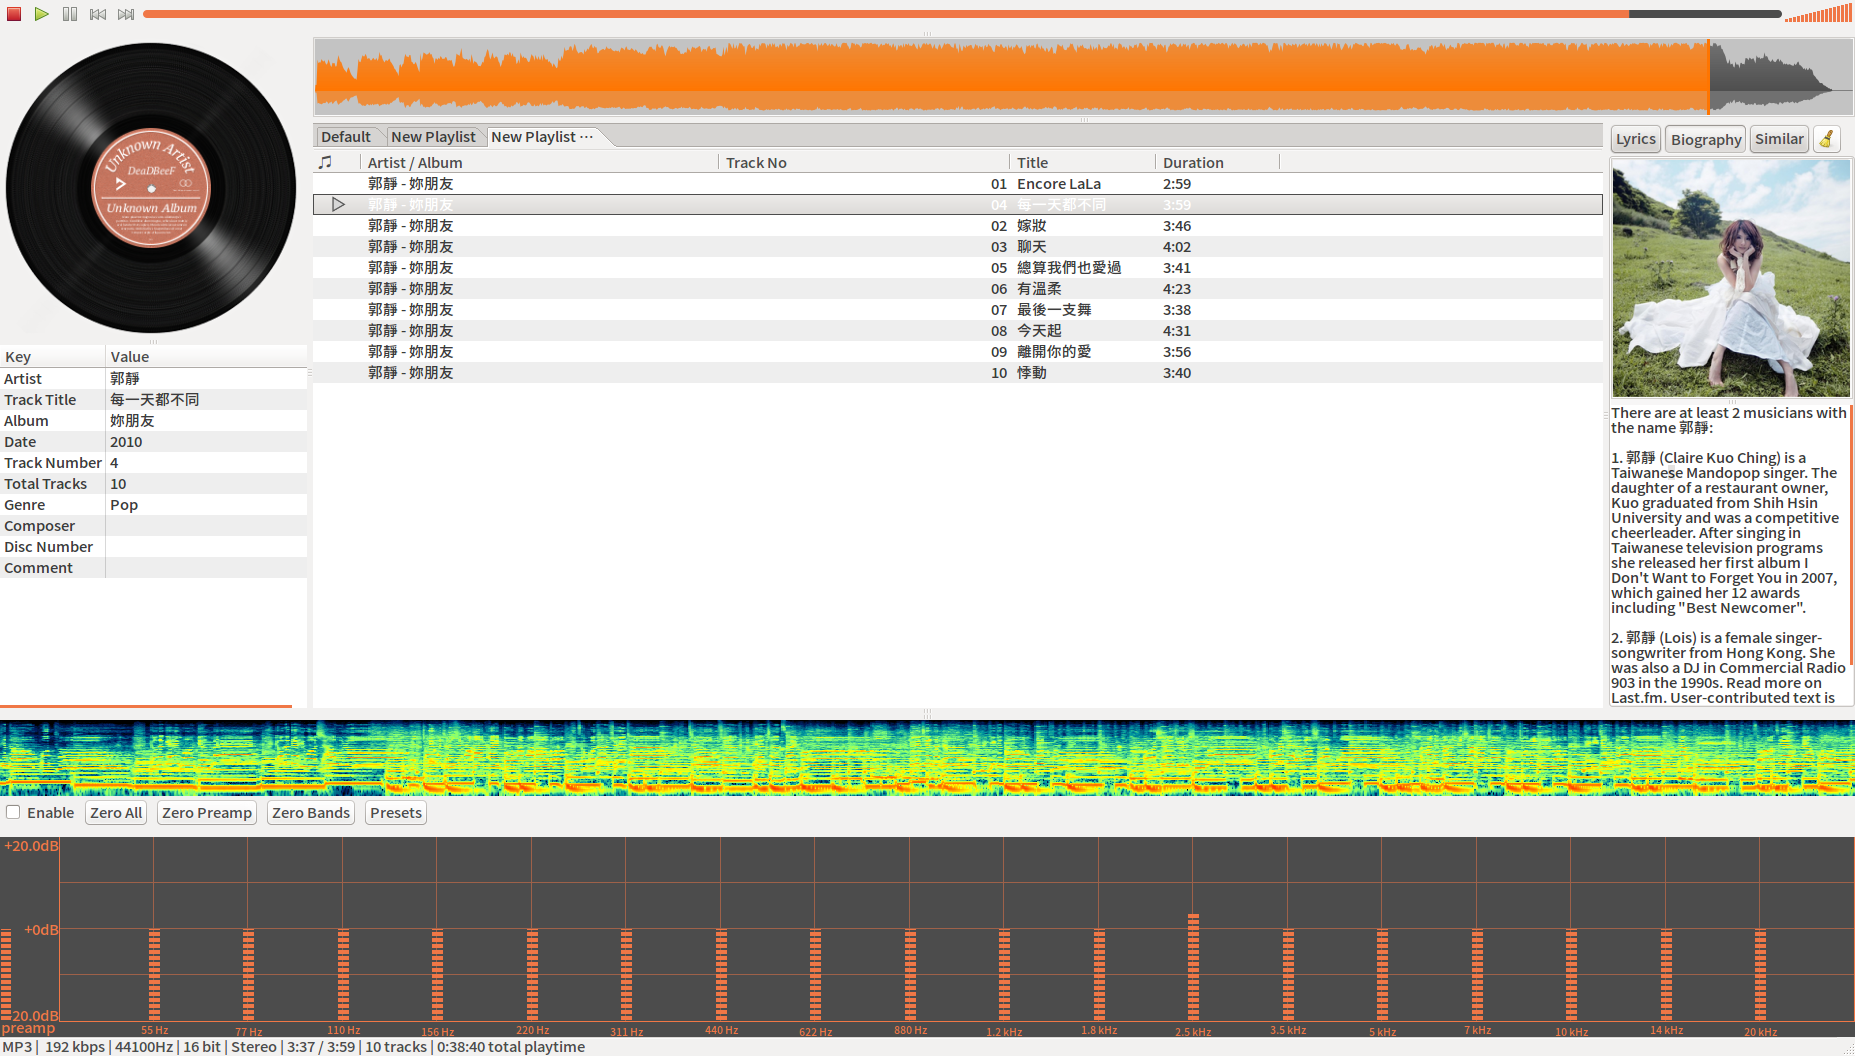 Unknown Artist
DeaDBeeF
Unknown Album
Default New Playlist New Playlist ⋯
Artist / Album Track No Title Duration
郭靜 - 妳朋友 01 Encore LaLa 2:59
郭靜 - 妳朋友 04 每一天都不同 3:59
郭靜 - 妳朋友 02 嫁妝 3:46
郭靜 - 妳朋友 03 聊天 4:02
郭靜 - 妳朋友 05 總算我們也愛過 3:41
郭靜 - 妳朋友 06 有溫柔 4:23
郭靜 - 妳朋友 07 最後一支舞 3:38
郭靜 - 妳朋友 08 今天起 4:31
郭靜 - 妳朋友 09 離開你的愛 3:56
郭靜 - 妳朋友 10 悸動 3:40
Key Value
Artist 郭靜
Track Title 每一天都不同
Album 妳朋友
Date 2010
Track Number 4
Total Tracks 10
Genre Pop
Composer
Disc Number
Comment
Lyrics Biography Similar
There are at least 2 musicians with
the name 郭靜:
1. 郭靜 (Claire Kuo Ching) is a
Taiwanese Mandopop singer. The
daughter of a restaurant owner,
Kuo graduated from Shih Hsin
University and was a competitive
cheerleader. After singing in
Taiwanese television programs
she released her first album I
Don't Want to Forget You in 2007,
which gained her 12 awards
including "Best Newcomer".
2. 郭靜 (Lois) is a female singer-
songwriter from Hong Kong. She
was also a DJ in Commercial Radio
903 in the 1990s. Read more on
Last.fm. User-contributed text is
Enable Zero All Zero Preamp Zero Bands Presets
+20.0dB
+0dB
20.0dB
preamp 55 Hz 77 Hz 110 Hz 156 Hz 220 Hz 311 Hz 440 Hz 622 Hz 880 Hz 1.2 kHz 1.8 kHz 2.5 kHz 3.5 kHz 5 kHz 7 kHz 10 kHz 14 kHz 20 kHz
MP3 | 192 kbps | 44100Hz | 16 bit | Stereo | 3:37 / 3:59 | 10 tracks | 0:38:40 total playtime